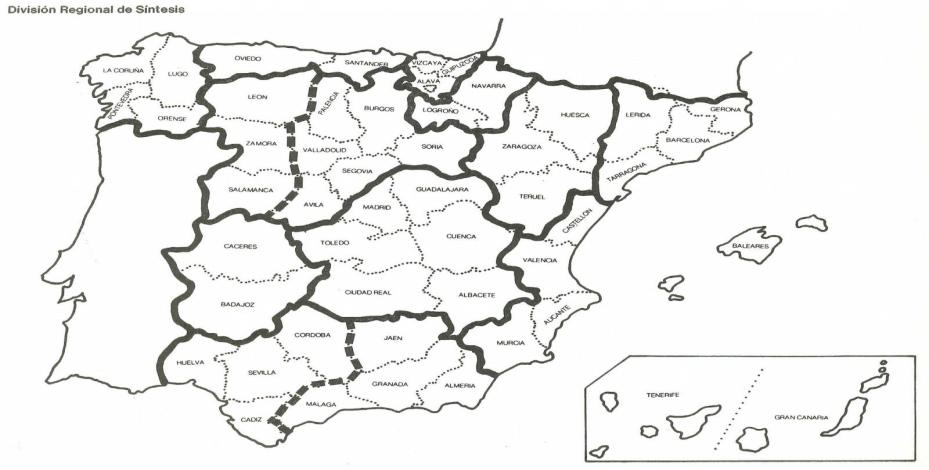 División Regional de Síntesis
LA CORUÑA
LUGO
PONTEVEDRA
ORENSE
OVIEDO
SANTANDER
VIZCAYA
GUIPUZCOA
ALAVA
NAVARRA
LOGROÑO
LEON
PALENCIA
BURGOS
ZAMORA
VALLADOLID
SORIA
SEGOVIA
SALAMANCA
AVILA
HUESCA
ZARAGOZA
TERUEL
LERIDA
GERONA
BARCELONA
TARRAGONA
MADRID
GUADALAJARA
TOLEDO
CUENCA
CIUDAD REAL
ALBACETE
CASTELLON
VALENCIA
ALICANTE
BALEARES
CACERES
BADAJOZ
MURCIA
HUELVA
SEVILLA
CORDOBA
JAEN
CADIZ
MALAGA
GRANADA
ALMERIA
TENERIFE
GRAN CANARIA